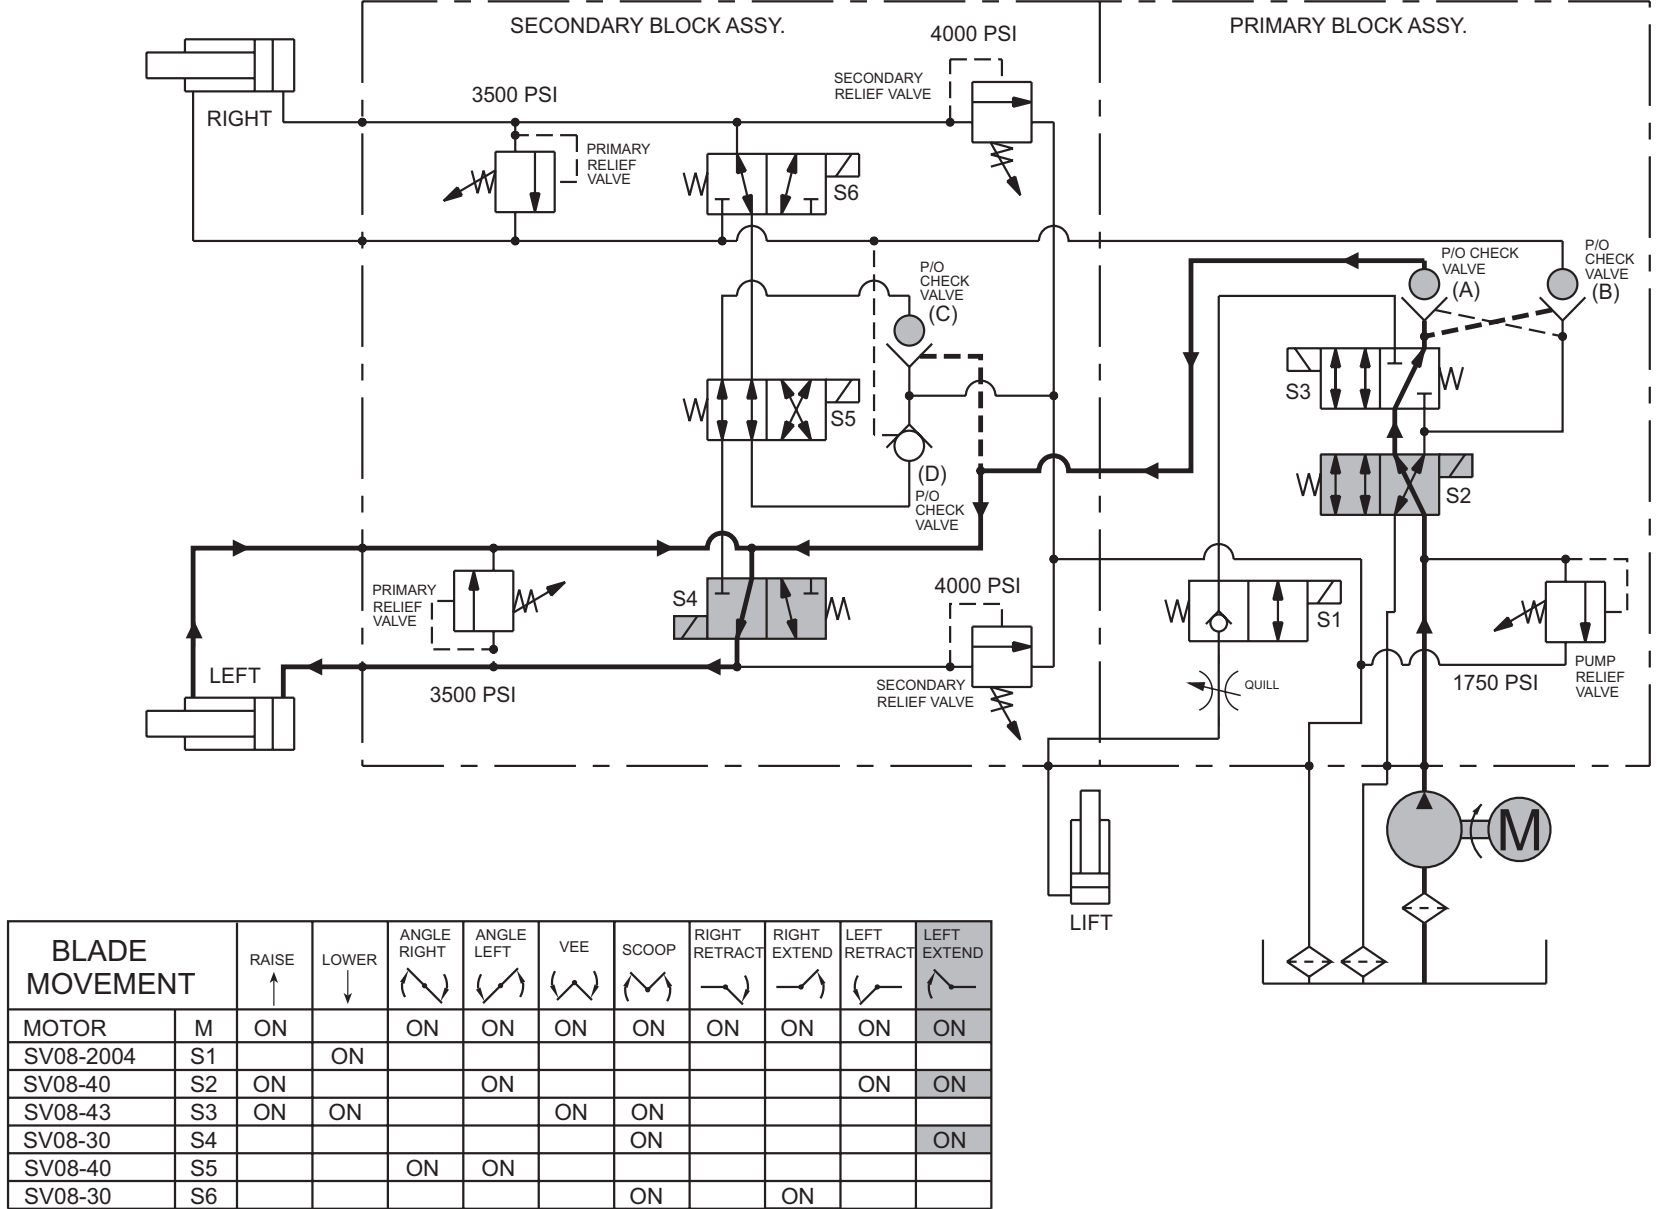 SECONDARY BLOCK ASSY.
PRIMARY BLOCK ASSY.
4000 PSI
SECONDARY
RELIEF VALVE
3500 PSI
RIGHT
PRIMARY
RELIEF
VALVE
S6
P/O CHECK
VALVE
(A)
P/O
CHECK
VALVE
(B)
P/O
CHECK
VALVE
(C)
S3
S5
(D)
P/O
CHECK
VALVE
S2
PRIMARY
RELIEF
VALVE
S4
4000 PSI
S1
LEFT
3500 PSI
SECONDARY
RELIEF VALVE
QUILL
1750 PSI
PUMP
RELIEF
VALVE
M
LIFT
BLADE
MOVEMENT
RAISE
LOWER
ANGLE
RIGHT
ANGLE
LEFT
VEE
SCOOP
RIGHT
RETRACT
RIGHT
EXTEND
LEFT
RETRACT
LEFT
EXTEND
MOTOR M ON ON ON ON ON ON ON ON ON
SV08-2004 S1 ON
SV08-40 S2 ON ON ON ON
SV08-43 S3 ON ON ON ON
SV08-30 S4 ON ON
SV08-40 S5 ON ON
SV08-30 S6 ON ON